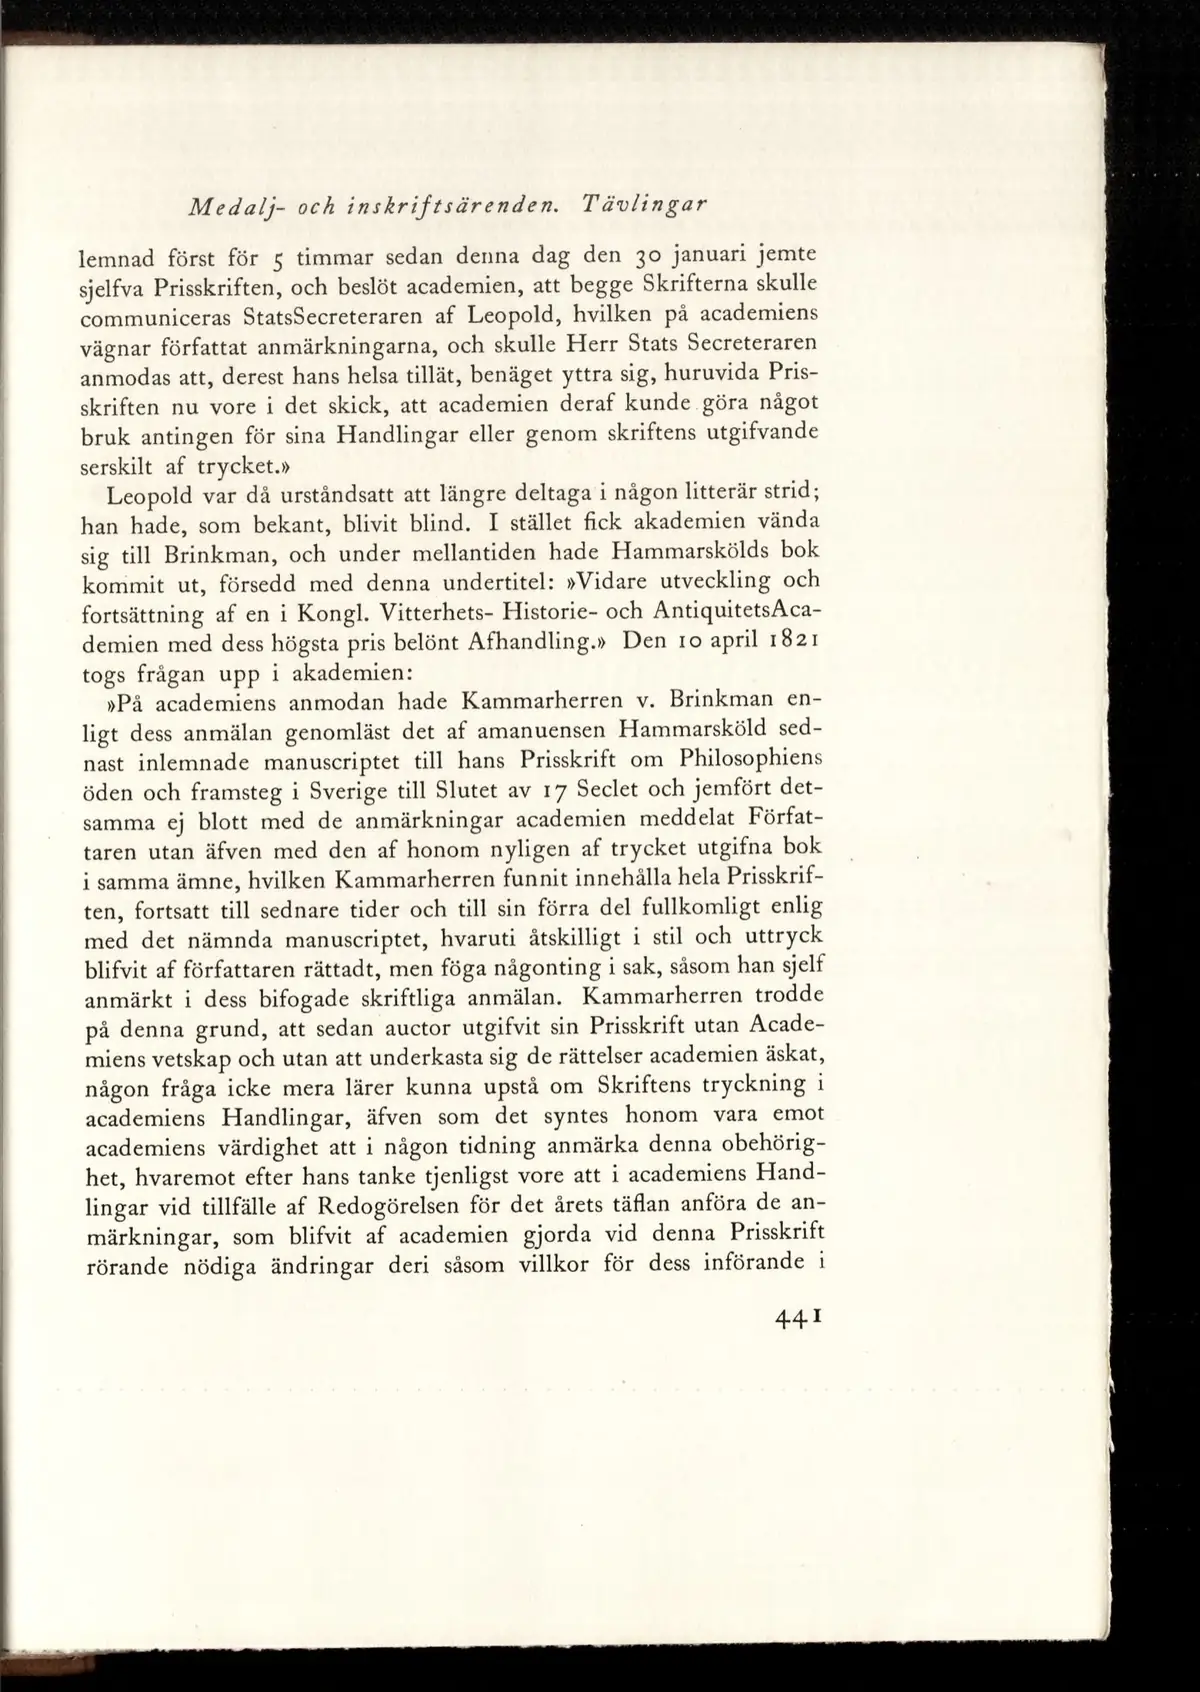 Medalj- och inskriftsärenden. Tävlingar
lemnad först för 5 timmar sedan denna dag den 30 januari jemte
sjelfva Prisskriften, och beslöt academien, att begge Skrifterna skulle
communiceras StatsSecreteraren af Leopold, hvilken på academiens
vägnar författat anmärkningarna, och skulle Herr Stats Secreteraren
anmodas att, derest hans helsa tillät, benäget yttra sig, huruvida Pris-
skriften nu vore i det skick, att academien deraf kunde göra något
bruk antingen för sina Handlingar eller genom skriftens utgifvande
serskilt af trycket.»
Leopold var då urståndsatt att längre deltaga i någon litterär strid;
han hade, som bekant, blivit blind. I stället fick akademien vända
sig till Brinkman, och under mellantiden hade Hammarskölds bok
kommit ut, försedd med denna undertitel: »Vidare utveckling och
fortsättning af en i Kongl. Vitterhets- Historie- och AntiquitetsAca-
demien med dess högsta pris belönt Afhandling.» Den 10 april 1821
togs frågan upp i akademien:
»På academiens anmodan hade Kammarherren v. Brinkman en-
ligt dess anmälan genomläst det af amanuensen Hammarsköld sed-
nast inlemnade manuscriptet till hans Prisskrift om Philosophiens
öden och framsteg i Sverige till Slutet av 17 Seclet och jemfört det-
samma ej blott med de anmärkningar academien meddelat Förfat-
taren utan äfven med den af honom nyligen af trycket utgifna bok
i samma ämne, hvilken Kammarherren funnit innehålla hela Prisskrif-
ten, fortsatt till sednare tider och till sin förra del fullkomligt enlig
med det nämnda manuscriptet, hvaruti åtskilligt i stil och uttryck
blifvit af författaren rättadt, men föga någonting i sak, såsom han sjelf
anmärkt i dess bifogade skriftliga anmälan. Kammarherren trodde
på denna grund, att sedan auctor utgifvit sin Prisskrift utan Acade-
miens vetskap och utan att underkasta sig de rättelser academien äskat,
någon fråga icke mera lärer kunna upstå om Skriftens tryckning i
academiens Handlingar, äfven som det syntes honom vara emot
academiens värdighet att i någon tidning anmärka denna obehörig-
het, hvaremot efter hans tanke tjenligst vore att i academiens Hand-
lingar vid tillfälle af Redogörelsen för det årets täflan anföra de an-
märkningar, som blifvit af academien gjorda vid denna Prisskrift
rörande nödiga ändringar deri såsom villkor för dess införande i
441